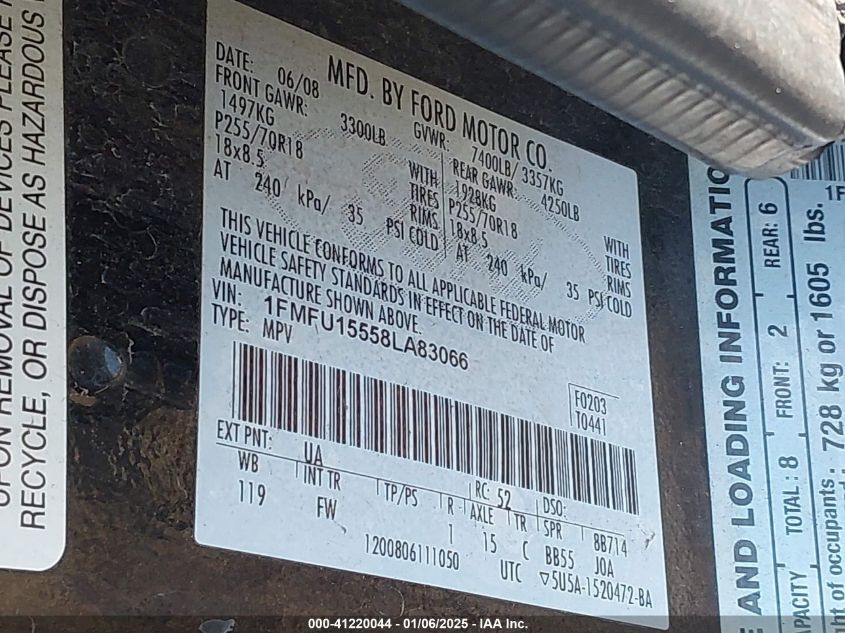 UPON REMOVAL OF DEVICES PLEASE
RECYCLE, OR DISPOSE AS HAZARDOUS
MFD. BY FORD MOTOR CO.
DATE: 06/08 GVWR: 7400LB/ 3357KG
FRONT GAWR: 3300LB REAR GAWR: 4250LB
1497KG WITH 1928KG WITH
P255/70R18 TIRES P255/70R18 TIRES
18x8.5 RIMS 18x8.5 RIMS
AT 240 kPa/ 35 PSI COLD AT 240 kPa/ 35 PSI COLD
THIS VEHICLE CONFORMS TO ALL APPLICABLE FEDERAL MOTOR
VEHICLE SAFETY STANDARDS IN EFFECT ON THE DATE OF
MANUFACTURE SHOWN ABOVE.
VIN: 1FMFU15558LA83066
TYPE: MPV
F0203
T0441
EXT PNT: UA RC: 52 DSO:
WB INT TR TP/PS R AXLE TR SPR 8B714
119 FW 1 15 C BB55 JOA
1200806111050 UTC ▽5U5A-1520472-BA
AND LOADING INFORMATIO
TOTAL: 8 FRONT: 2 REAR: 6
of occupants : 728 kg or 1605 lbs.
000-41220044 - 01/06/2025 - IAA Inc.